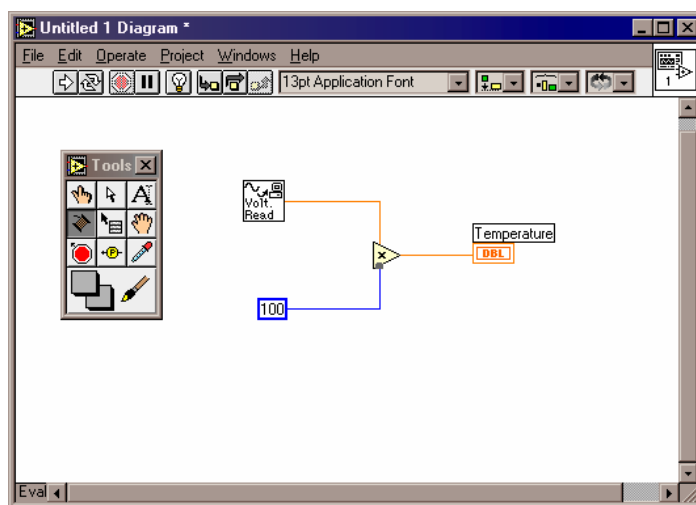 Untitled 1 Diagram *
File Edit Operate Project Windows Help
13pt Application Font
1
Tools
A
P
Volt.
Read
x
Temperature
DBL
100
Eval